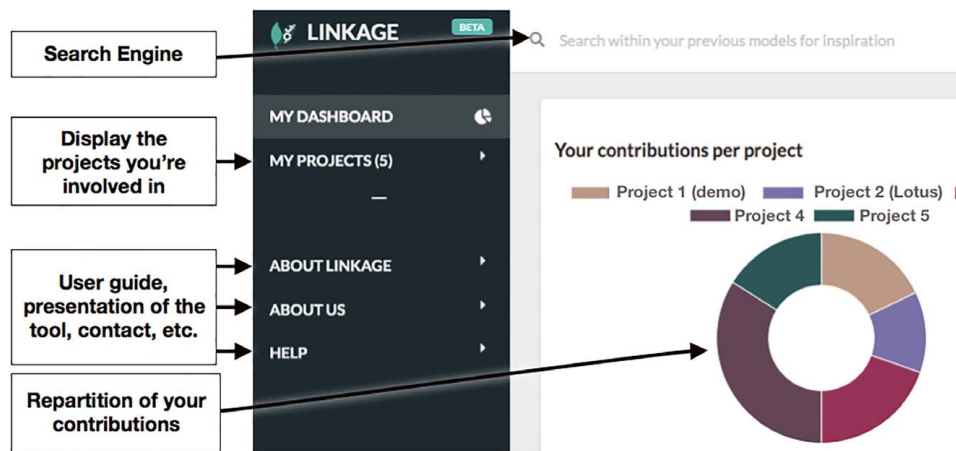 Search Engine
Display the
projects you're
involved in
User guide,
presentation of the
tool, contact, etc.
Repartition of your
contributions
LINKAGE
BETA
MY DASHBOARD
MY PROJECTS (5)
ABOUT LINKAGE
ABOUT US
HELP
Search within your previous models for inspiration
Your contributions per project
Project 1 (demo) Project 2 (Lotus)
Project 4 Project 5